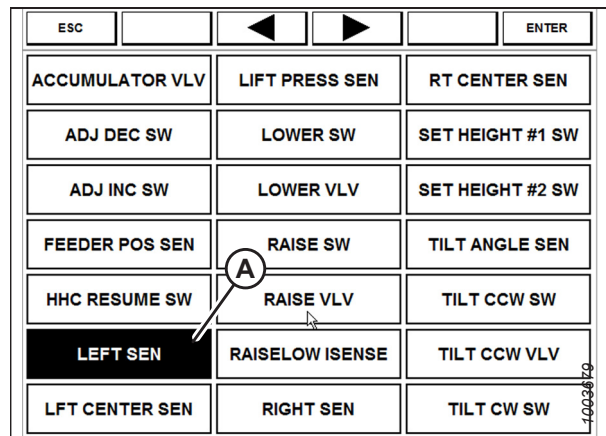 ESC ENTER
ACCUMULATOR VLV LIFT PRESS SEN RT CENTER SEN
ADJ DEC SW LOWER SW SET HEIGHT #1 SW
ADJ INC SW LOWER VLV SET HEIGHT #2 SW
FEEDER POS SEN RAISE SW TILT ANGLE SEN
A
HHC RESUME SW RAISE VLV TILT CCW SW
LEFT SEN RAISELOW ISENSE TILT CCW VLV
LFT CENTER SEN RIGHT SEN TILT CW SW
1003679